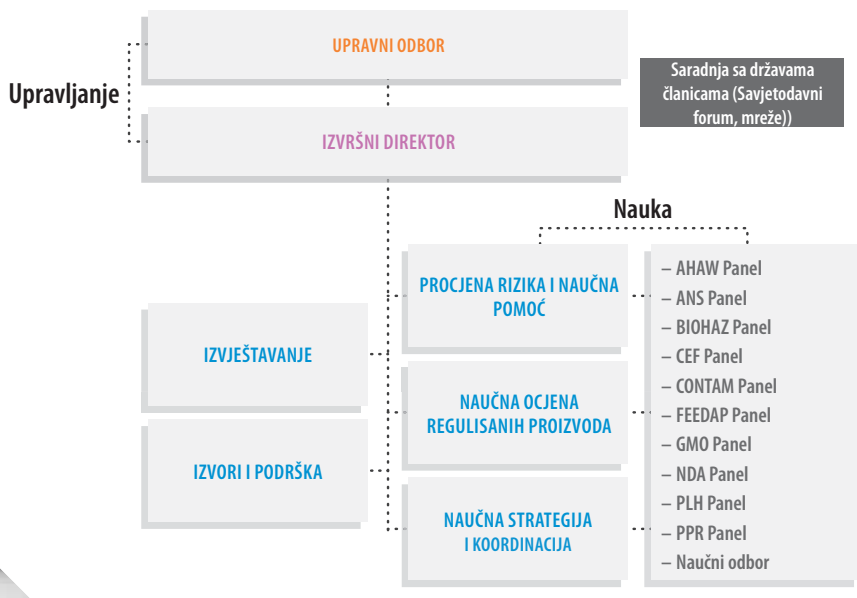 UPRAVNI ODBOR
Upravljanje
Saradnja sa državama
članicama (Savjetodavni
forum, mreže))
IZVRŠNI DIREKTOR
Nauka
PROCJENA RIZIKA I NAUČNA
POMOĆ
IZVJEŠTAVANJE
NAUČNA OCJENA
REGULISANIH PROIZVODA
IZVORI I PODRŠKA
NAUČNA STRATEGIJA
I KOORDINACIJA
– AHAW Panel
– ANS Panel
– BIOHAZ Panel
– CEF Panel
– CONTAM Panel
– FEEDAP Panel
– GMO Panel
– NDA Panel
– PLH Panel
– PPR Panel
– Naučni odbor